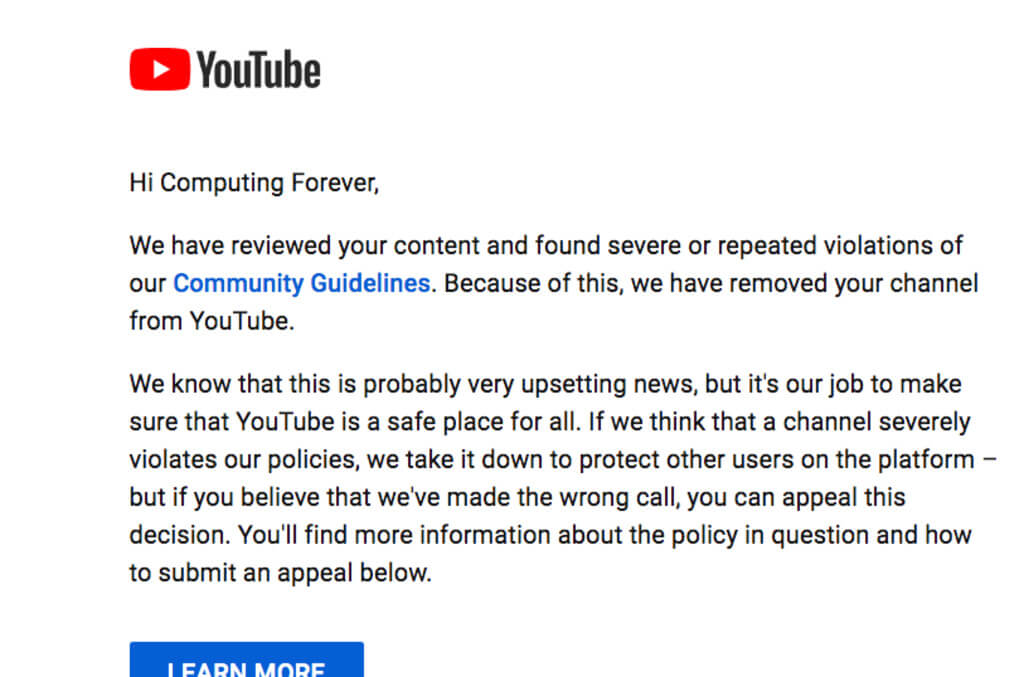 YouTube
Hi Computing Forever,
We have reviewed your content and found severe or repeated violations of
our Community Guidelines. Because of this, we have removed your channel
from YouTube.
We know that this is probably very upsetting news, but it's our job to make
sure that YouTube is a safe place for all. If we think that a channel severely
violates our policies, we take it down to protect other users on the platform –
but if you believe that we've made the wrong call, you can appeal this
decision. You'll find more information about the policy in question and how
to submit an appeal below.
LEARN MORE